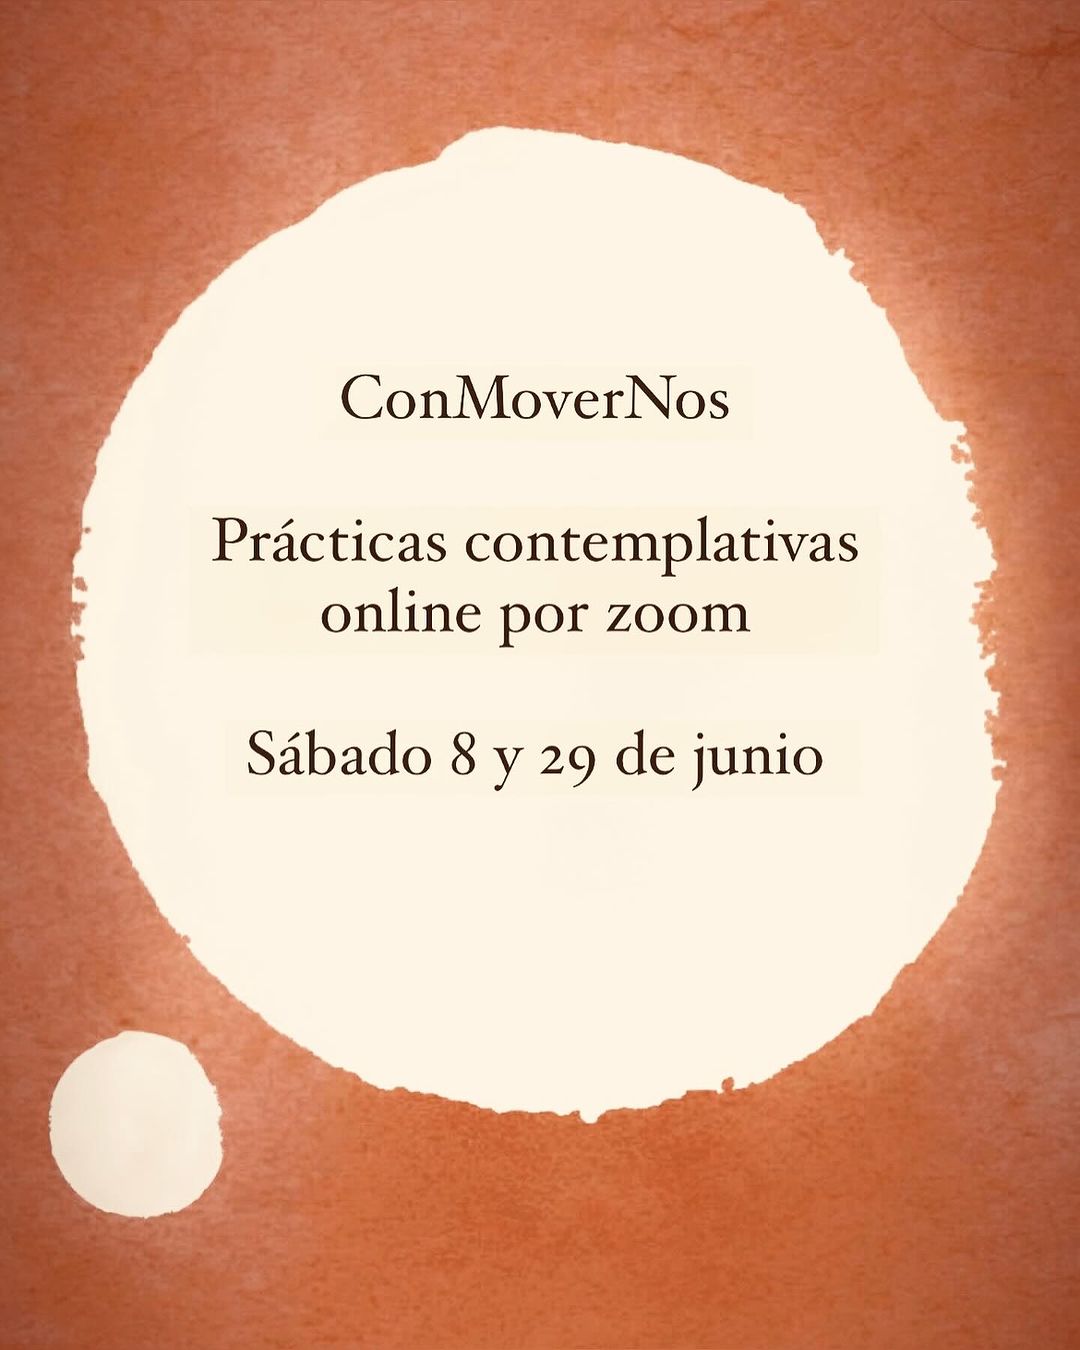 ConMoverNos
Prácticas contemplativas
online por zoom
Sábado 8 y 29 de junio